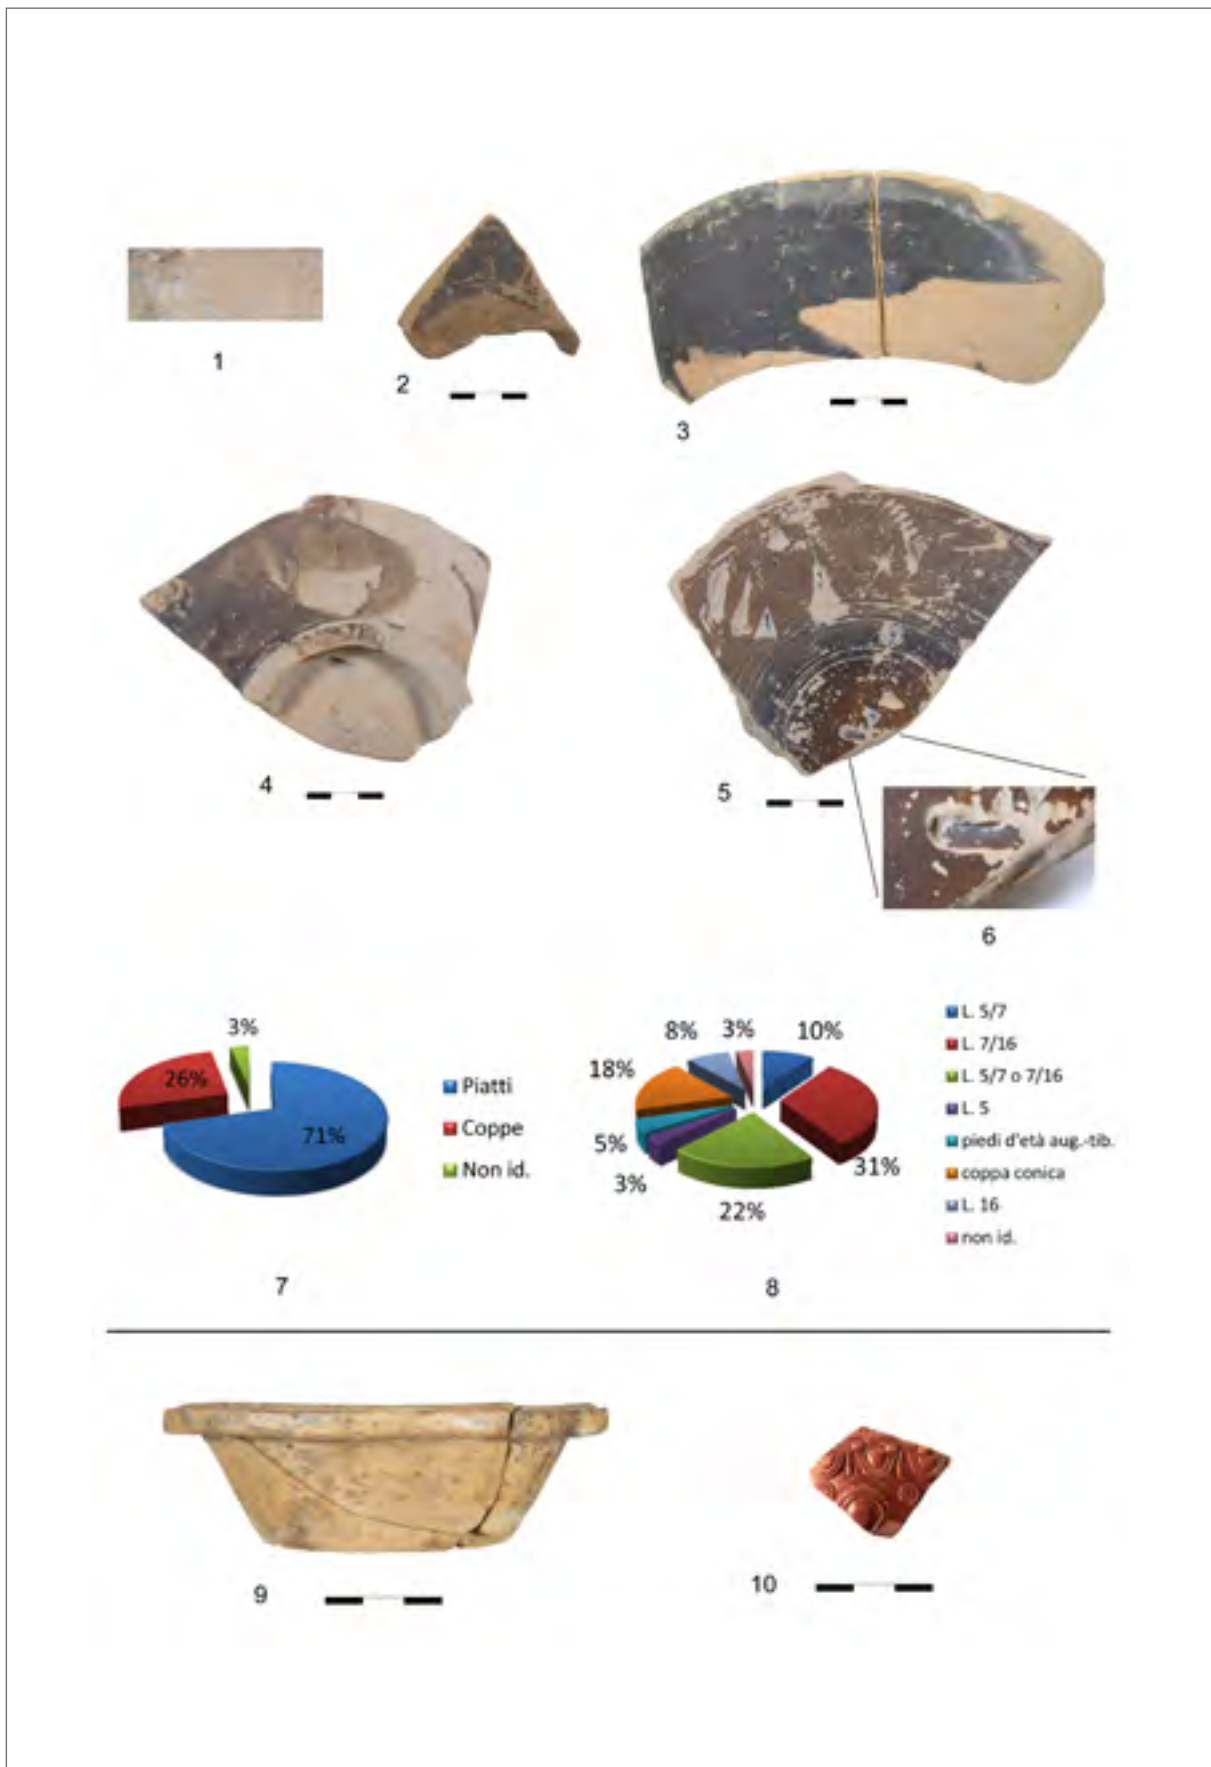 1
2
3
4
5
6
3%
26%
71%
Piatti
Coppe
Non id.
7
8%
3%
10%
18%
5%
3%
22%
31%
L. 5/7
L. 7/16
L. 5/7 o 7/16
L. 5
piedi d'età aug.-tib.
coppa conica
L. 16
non id.
8
9
10